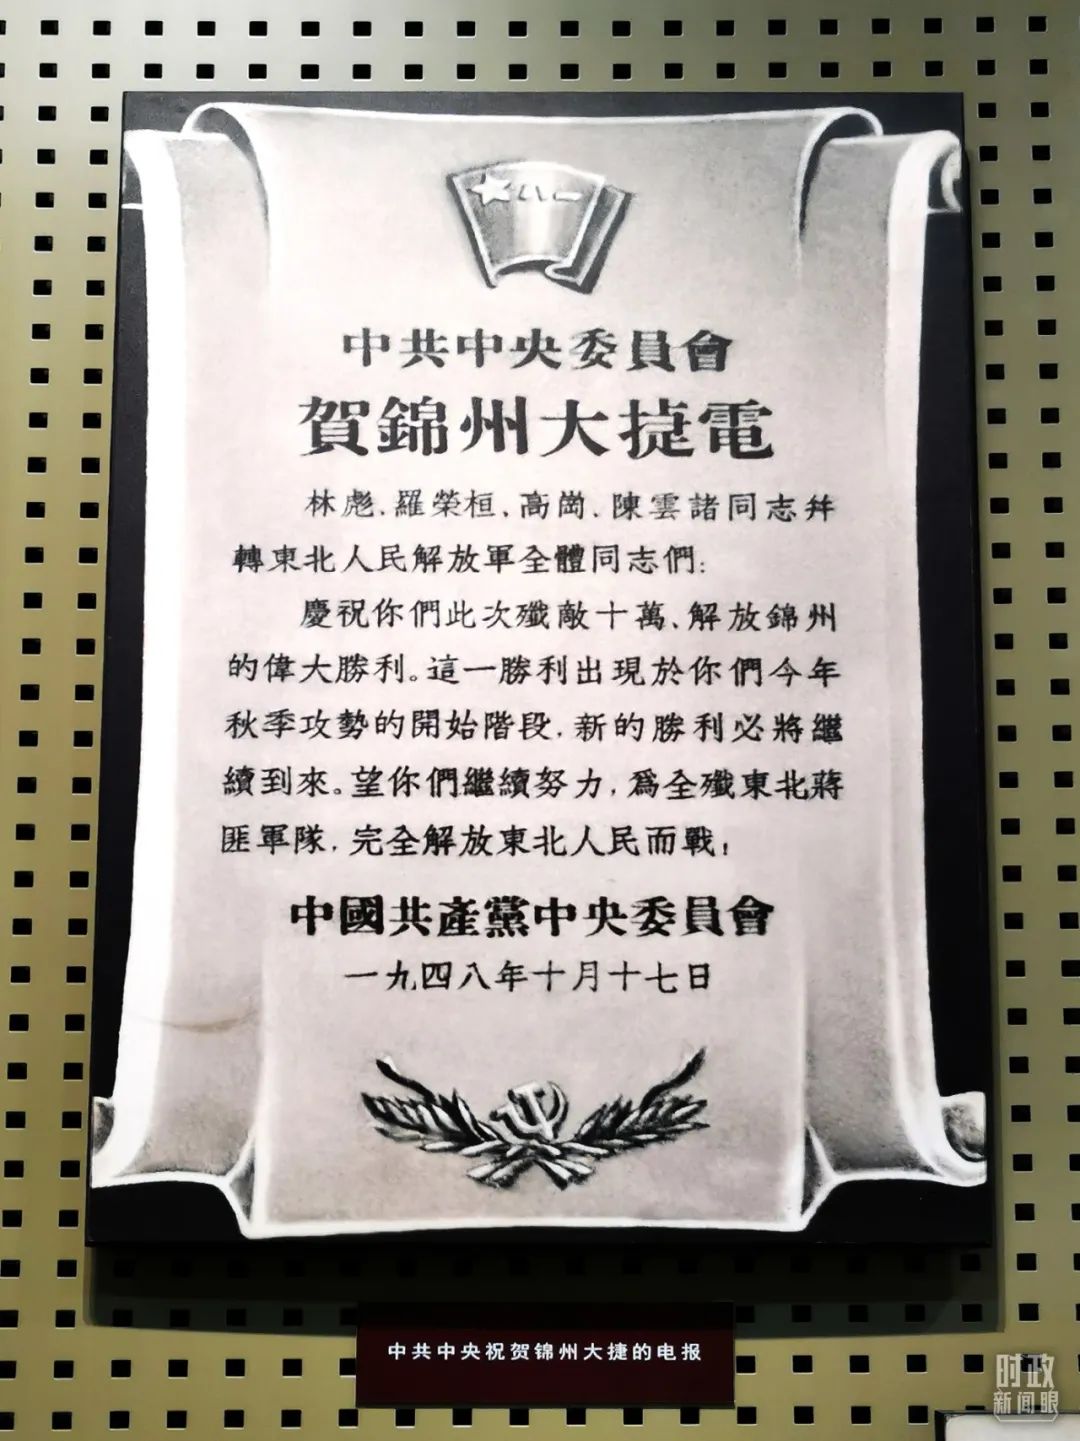 八一
中共中央委員會
賀錦州大捷電
林彪、羅榮桓、高崗、陳雲諸同志幷
轉東北人民解放軍全體同志們：
慶祝你們此次殲敵十萬、解放錦州
的偉大勝利。這一勝利出現於你們今年
秋季攻勢的開始階段，新的勝利必將繼
續到來。望你們繼續努力，爲全殲東北蔣
匪軍隊，完全解放東北人民而戰！
中國共產黨中央委員會
一九四八年十月十七日
中共中央祝贺锦州大捷的电报
时政
新闻眼